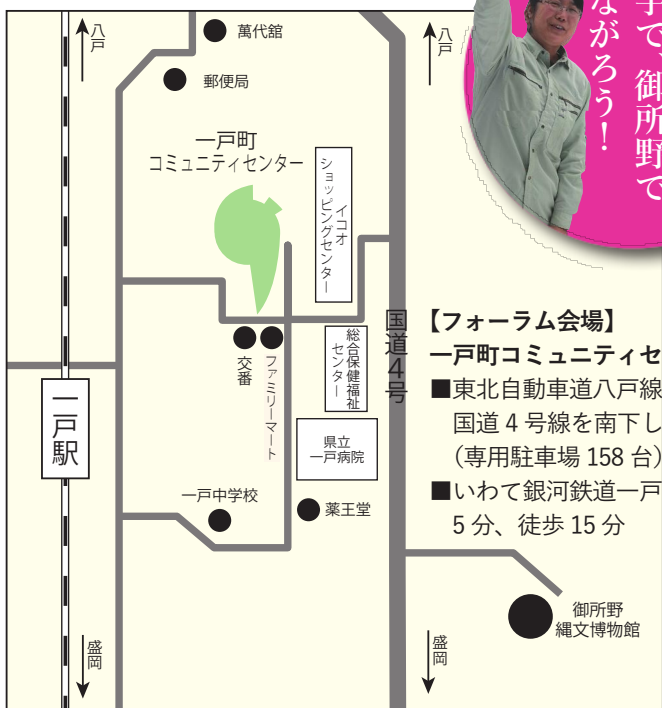 八戸
萬代舘
郵便局
一戸町
コミュニティセンター
イコオ
ショッピングセンター
八戸
手で、御所野で
ながろう!
国道4号
【フォーラム会場】
一戸町コミュニティセ
■東北自動車道八戸線
国道 4 号線を南下し
(専用駐車場 158 台)
■いわて銀河鉄道一戸
5 分、徒歩 15 分
交番
ファミリーマート
総合保健福祉
センター
県立
一戸病院
一戸駅
一戸中学校
薬王堂
御所野
縄文博物館
盛岡
盛岡